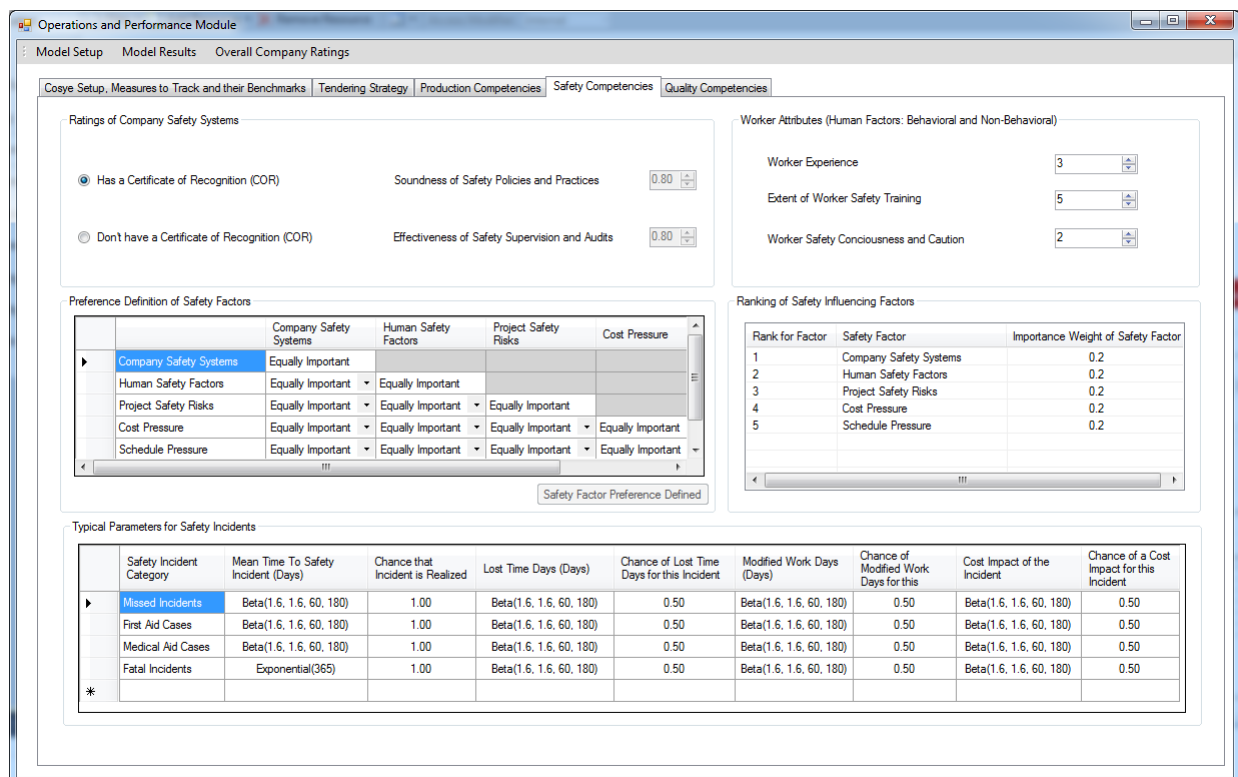 Operations and Performance Module
Model Setup Model Results Overall Company Ratings
Cosye Setup, Measures to Track and their Benchmarks Tendering Strategy Production Competencies Safety Competencies Quality Competencies
Ratings of Company Safety Systems
Has a Certificate of Recognition (COR) Soundness of Safety Policies and Practices 0.80
Don't have a Certificate of Recognition (COR) Effectiveness of Safety Supervision and Audits 0.80
Worker Attributes (Human Factors: Behavioral and Non-Behavioral)
Worker Experience 3
Extent of Worker Safety Training 5
Worker Safety Conciousness and Caution 2
Preference Definition of Safety Factors
Company Safety Systems Human Safety Factors Project Safety Risks Cost Pressure
Company Safety Systems Equally Important
Human Safety Factors Equally Important Equally Important
Project Safety Risks Equally Important Equally Important Equally Important
Cost Pressure Equally Important Equally Important Equally Important Equally Important
Schedule Pressure Equally Important Equally Important Equally Important Equally Important
Safety Factor Preference Defined
Ranking of Safety Influencing Factors
Rank for Factor Safety Factor Importance Weight of Safety Factor
1 Company Safety Systems 0.2
2 Human Safety Factors 0.2
3 Project Safety Risks 0.2
4 Cost Pressure 0.2
5 Schedule Pressure 0.2
Typical Parameters for Safety Incidents
Safety Incident Category Mean Time To Safety Incident (Days) Chance that Incident is Realized Lost Time Days (Days) Chance of Lost Time Days for this Incident Modified Work Days (Days) Chance of Modified Work Days for this Cost Impact of the Incident Chance of a Cost Impact for this Incident
Missed Incidents Beta(1.6, 1.6, 60, 180) 1.00 Beta(1.6, 1.6, 60, 180) 0.50 Beta(1.6, 1.6, 60, 180) 0.50 Beta(1.6, 1.6, 60, 180) 0.50
First Aid Cases Beta(1.6, 1.6, 60, 180) 1.00 Beta(1.6, 1.6, 60, 180) 0.50 Beta(1.6, 1.6, 60, 180) 0.50 Beta(1.6, 1.6, 60, 180) 0.50
Medical Aid Cases Beta(1.6, 1.6, 60, 180) 1.00 Beta(1.6, 1.6, 60, 180) 0.50 Beta(1.6, 1.6, 60, 180) 0.50 Beta(1.6, 1.6, 60, 180) 0.50
Fatal Incidents Exponential(365) 1.00 Beta(1.6, 1.6, 60, 180) 0.50 Beta(1.6, 1.6, 60, 180) 0.50 Beta(1.6, 1.6, 60, 180) 0.50